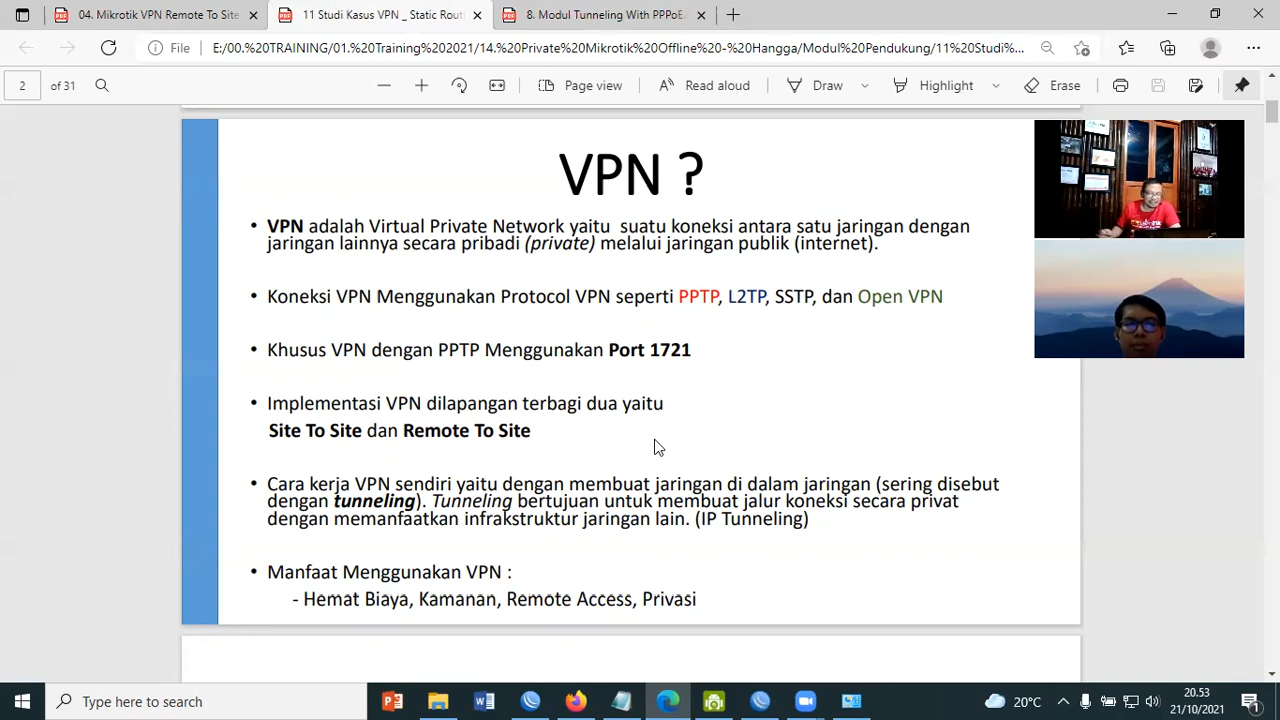 04. Mikrotik VPN Remote To Site
11 Studi Kasus VPN _ Static Rout
8. Modul Tunneling With PPPoE
File
E:/00.%20TRAINING/01.%20Training%202021/14.%20Private%20Mikrotik%20Offline%20-%20Hangga/Modul%20Pendukung/11%20Studi%...
2 of 31
Page view
Read aloud
Draw
Highlight
Erase
VPN ?
• VPN adalah Virtual Private Network yaitu suatu koneksi antara satu jaringan dengan
jaringan lainnya secara pribadi (private) melalui jaringan publik (internet).
• Koneksi VPN Menggunakan Protocol VPN seperti PPTP, L2TP, SSTP, dan Open VPN
• Khusus VPN dengan PPTP Menggunakan Port 1721
• Implementasi VPN dilapangan terbagi dua yaitu
Site To Site dan Remote To Site
• Cara kerja VPN sendiri yaitu dengan membuat jaringan di dalam jaringan (sering disebut
dengan tunneling). Tunneling bertujuan untuk membuat jalur koneksi secara privat
dengan memanfaatkan infrakstruktur jaringan lain. (IP Tunneling)
• Manfaat Menggunakan VPN :
- Hemat Biaya, Kamanan, Remote Access, Privasi
Type here to search
20°C
20.53
21/10/2021